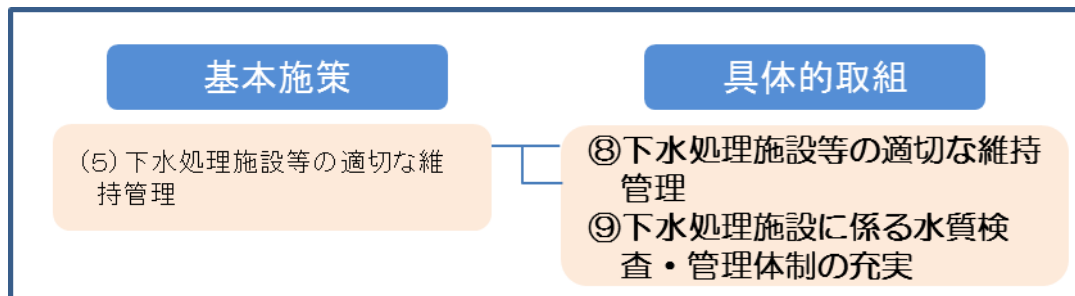 基本施策
具体的取組
(5)下水処理施設等の適切な維
持管理
⑧下水処理施設等の適切な維持
管理
⑨下水処理施設に係る水質検
査・管理体制の充実